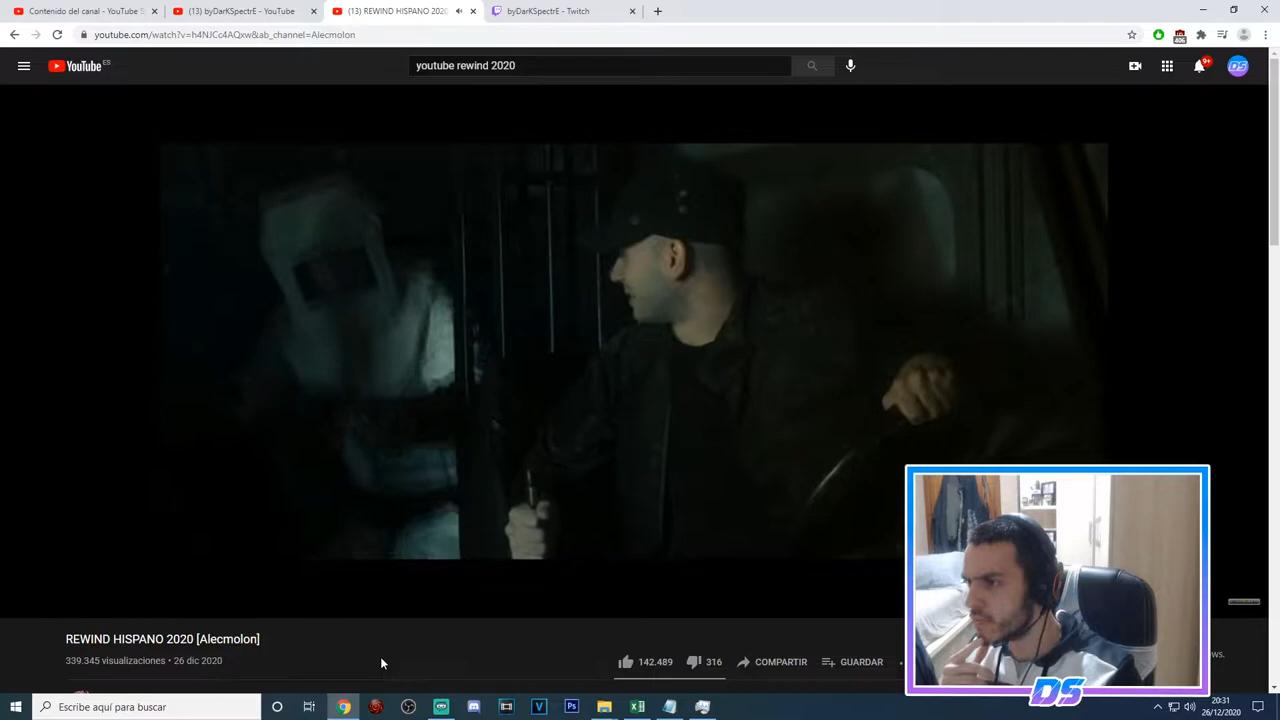 Contenido del canal - YouTube S
(13) byDarKSpectrE - YouTube
(13) REWIND HISPANO 2020
byDarKSpectrE - Twitch
youtube.com/watch?v=h4NJCc4AQxw&ab_channel=Alecmolon
406
YouTube ES
youtube rewind 2020
9+
DS
REWIND HISPANO 2020 [Alecmolon]
339.345 visualizaciones • 26 dic 2020
142.489
316
COMPARTIR
GUARDAR
ws.
DS
Escribe aquí para buscar
20:31
26/12/2020